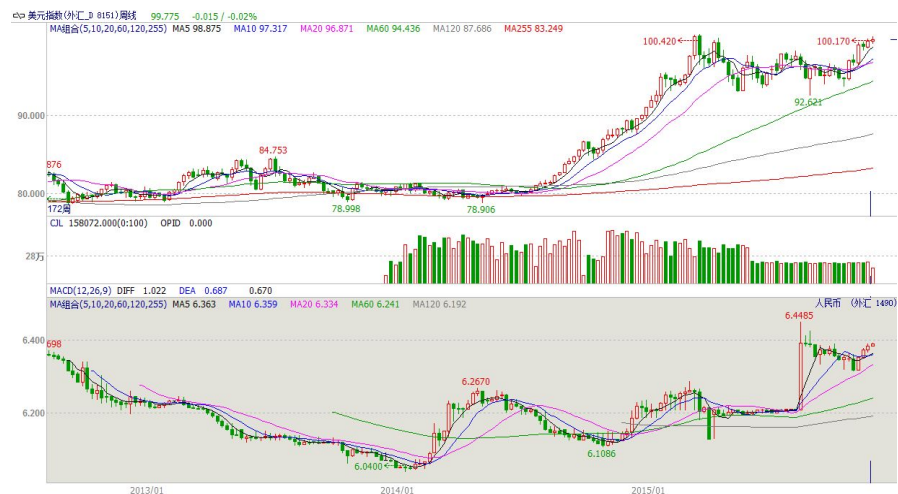 美元指数(外汇_D 8151)周线 99.775 -0.015 / -0.02%
MA组合(5,10,20,60,120,255) MA5 98.875 MA10 97.317 MA20 96.871 MA60 94.436 MA120 87.686 MA255 83.249
100.420
100.170
92.621
90.000
84.753
876
80.000
78.998
78.906
172周
CJL 158072.000(0:100) OPID 0.000
28万
MACD(12,26,9) DIFF 1.022 DEA 0.687 0.670
MA组合(5,10,20,60,120,255) MA5 6.363 MA10 6.359 MA20 6.334 MA60 6.241 MA120 6.192
人民币 (外汇 1490)
6.4485
6.400
698
6.2670
6.200
6.1086
6.0400
2013/01 2014/01 2015/01